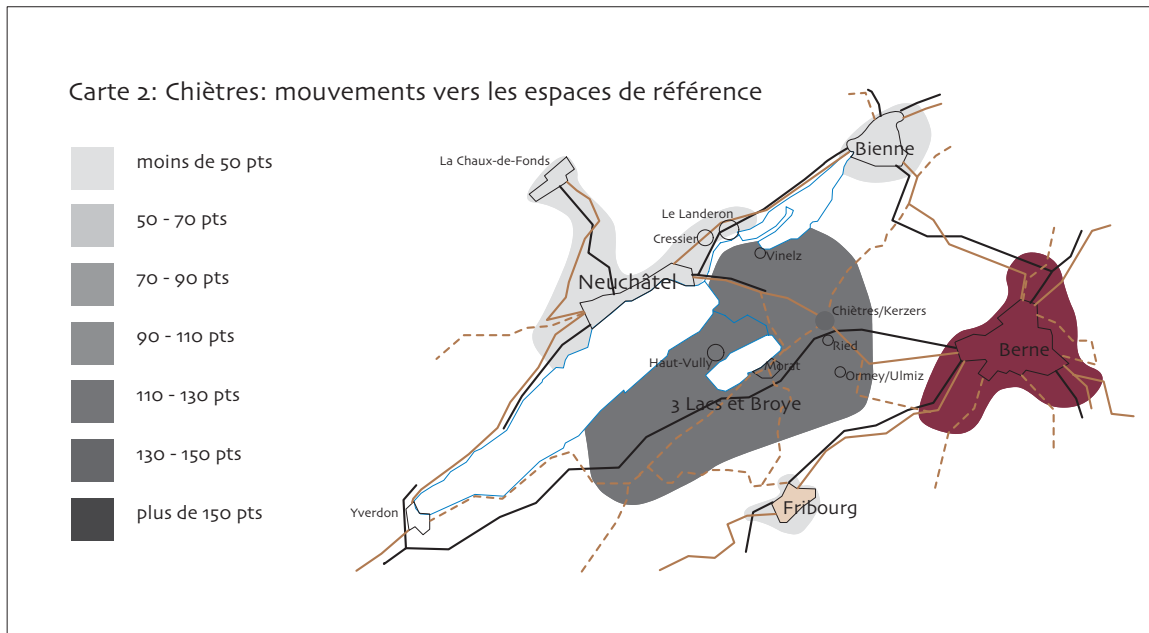 Carte 2: Chiètres: mouvements vers les espaces de référence
moins de 50 pts
50 - 70 pts
70 - 90 pts
90 - 110 pts
110 - 130 pts
130 - 150 pts
plus de 150 pts
La Chaux-de-Fonds
Bienne
Le Landeron
Cressier
Vinelz
Neuchâtel
Chiètres/Kerzers
Ried
Berne
Haut-Vully
Morat
Ormey/Ulmiz
3 Lacs et Broye
Yverdon
Fribourg